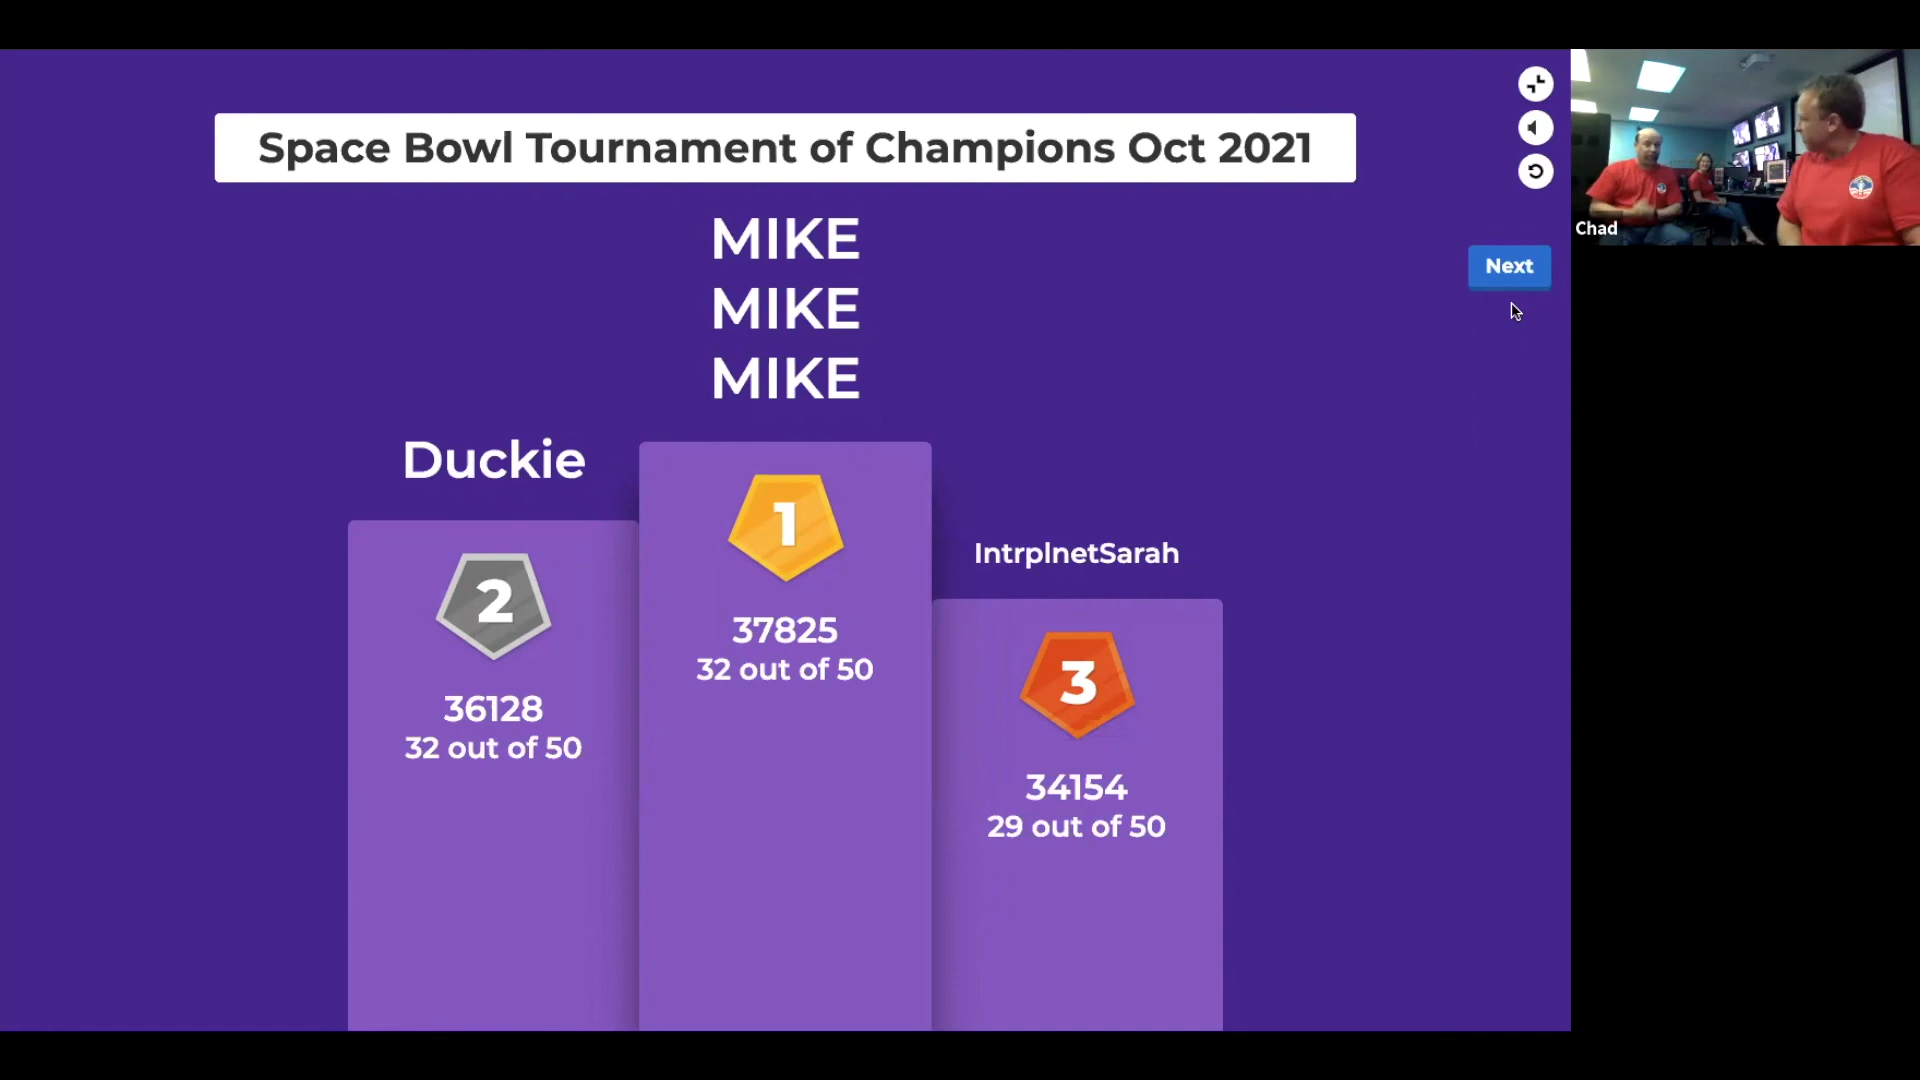 Space Bowl Tournament of Champions Oct 2021
MIKE
MIKE
MIKE
Duckie
IntrplnetSarah
1
37825
32 out of 50
2
36128
32 out of 50
3
34154
29 out of 50
Next
Chad